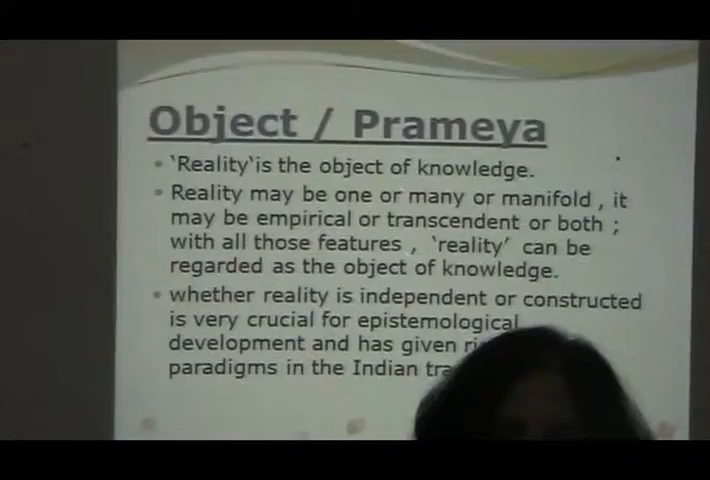 Object / Prameya
• 'Reality'is the object of knowledge.
• Reality may be one or many or manifold , it
may be empirical or transcendent or both ;
with all those features , 'reality' can be
regarded as the object of knowledge.
• whether reality is independent or constructed
is very crucial for epistemological
development and has given
paradigms in the Indian